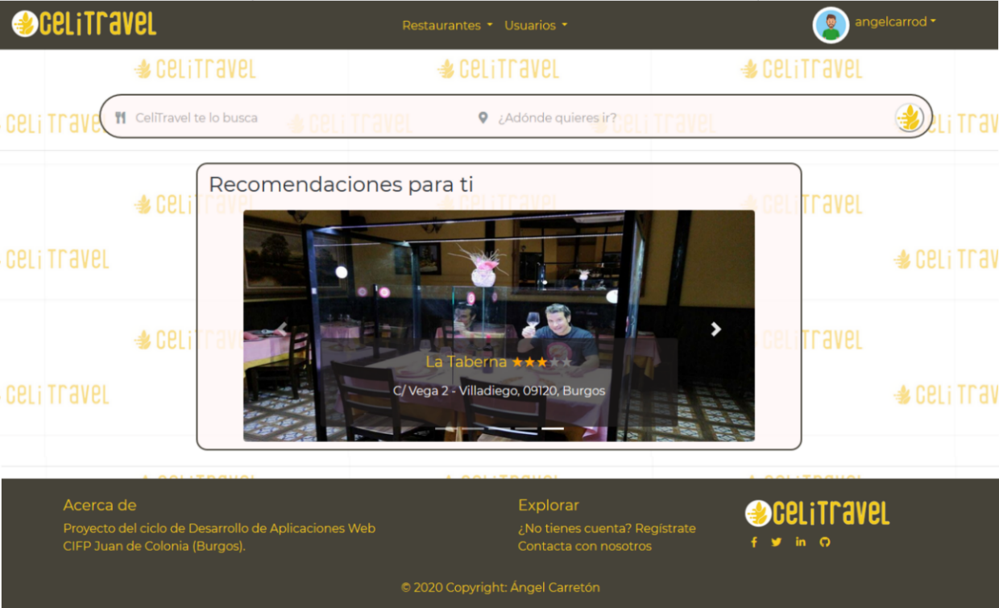 CELiTravel
Restaurantes Usuarios
angelcarrod
CeliTravel te lo busca
¿Adónde quieres ir?
Recomendaciones para ti
La Taberna
C/ Vega 2 - Villadiego, 09120, Burgos
Acerca de
Proyecto del ciclo de Desarrollo de Aplicaciones Web
CIFP Juan de Colonia (Burgos).
Explorar
¿No tienes cuenta? Regístrate
Contacta con nosotros
CELiTravel
© 2020 Copyright: Ángel Carretón